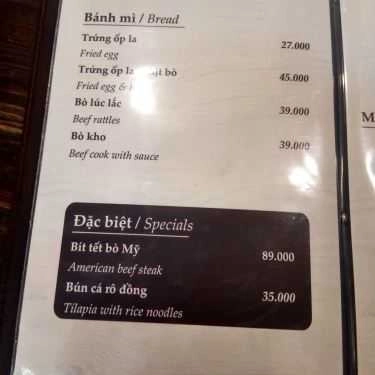 Bánh mì / Bread
Trứng ốp la 27.000
Fried egg
Trứng ốp la bò 45.000
Fried egg &
Bò lúc lắc 39.000
Beef rattles
Bò kho 39.000
Beef cook with sauce
Đặc biệt / Specials
Bít tết bò Mỹ 89.000
American beef steak
Bún cá rô đồng 35.000
Tilapia with rice noodles
M